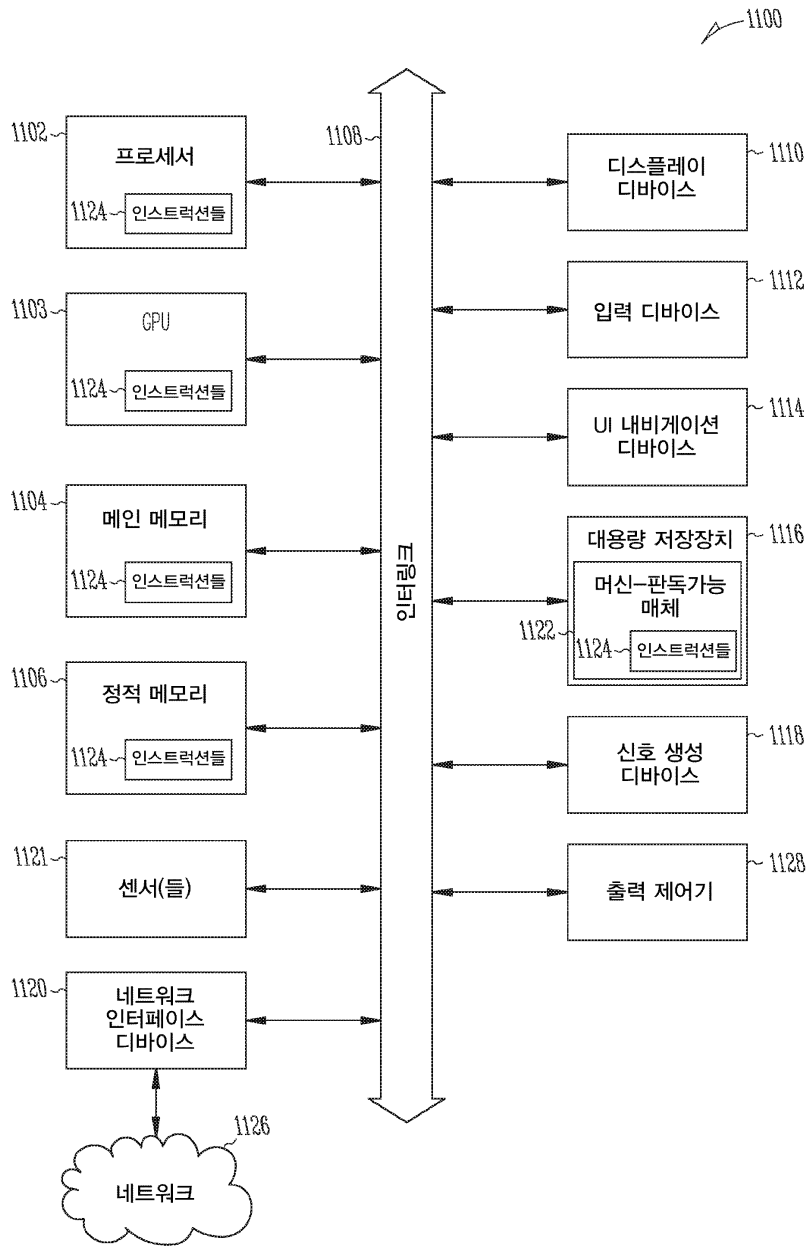 1100
1102
프로세서
1124
인스트럭션들
1103
GPU
1124
인스트럭션들
1104
메인 메모리
1124
인스트럭션들
1106
정적 메모리
1124
인스트럭션들
1121
센서(들)
1120
네트워크
인터페이스
디바이스
1126
네트워크
1108
인터링크
1110
디스플레이
디바이스
1112
입력 디바이스
1114
UI 내비게이션
디바이스
1116
대용량 저장장치
머신-판독가능
매체
1122
1124
인스트럭션들
1118
신호 생성
디바이스
1128
출력 제어기